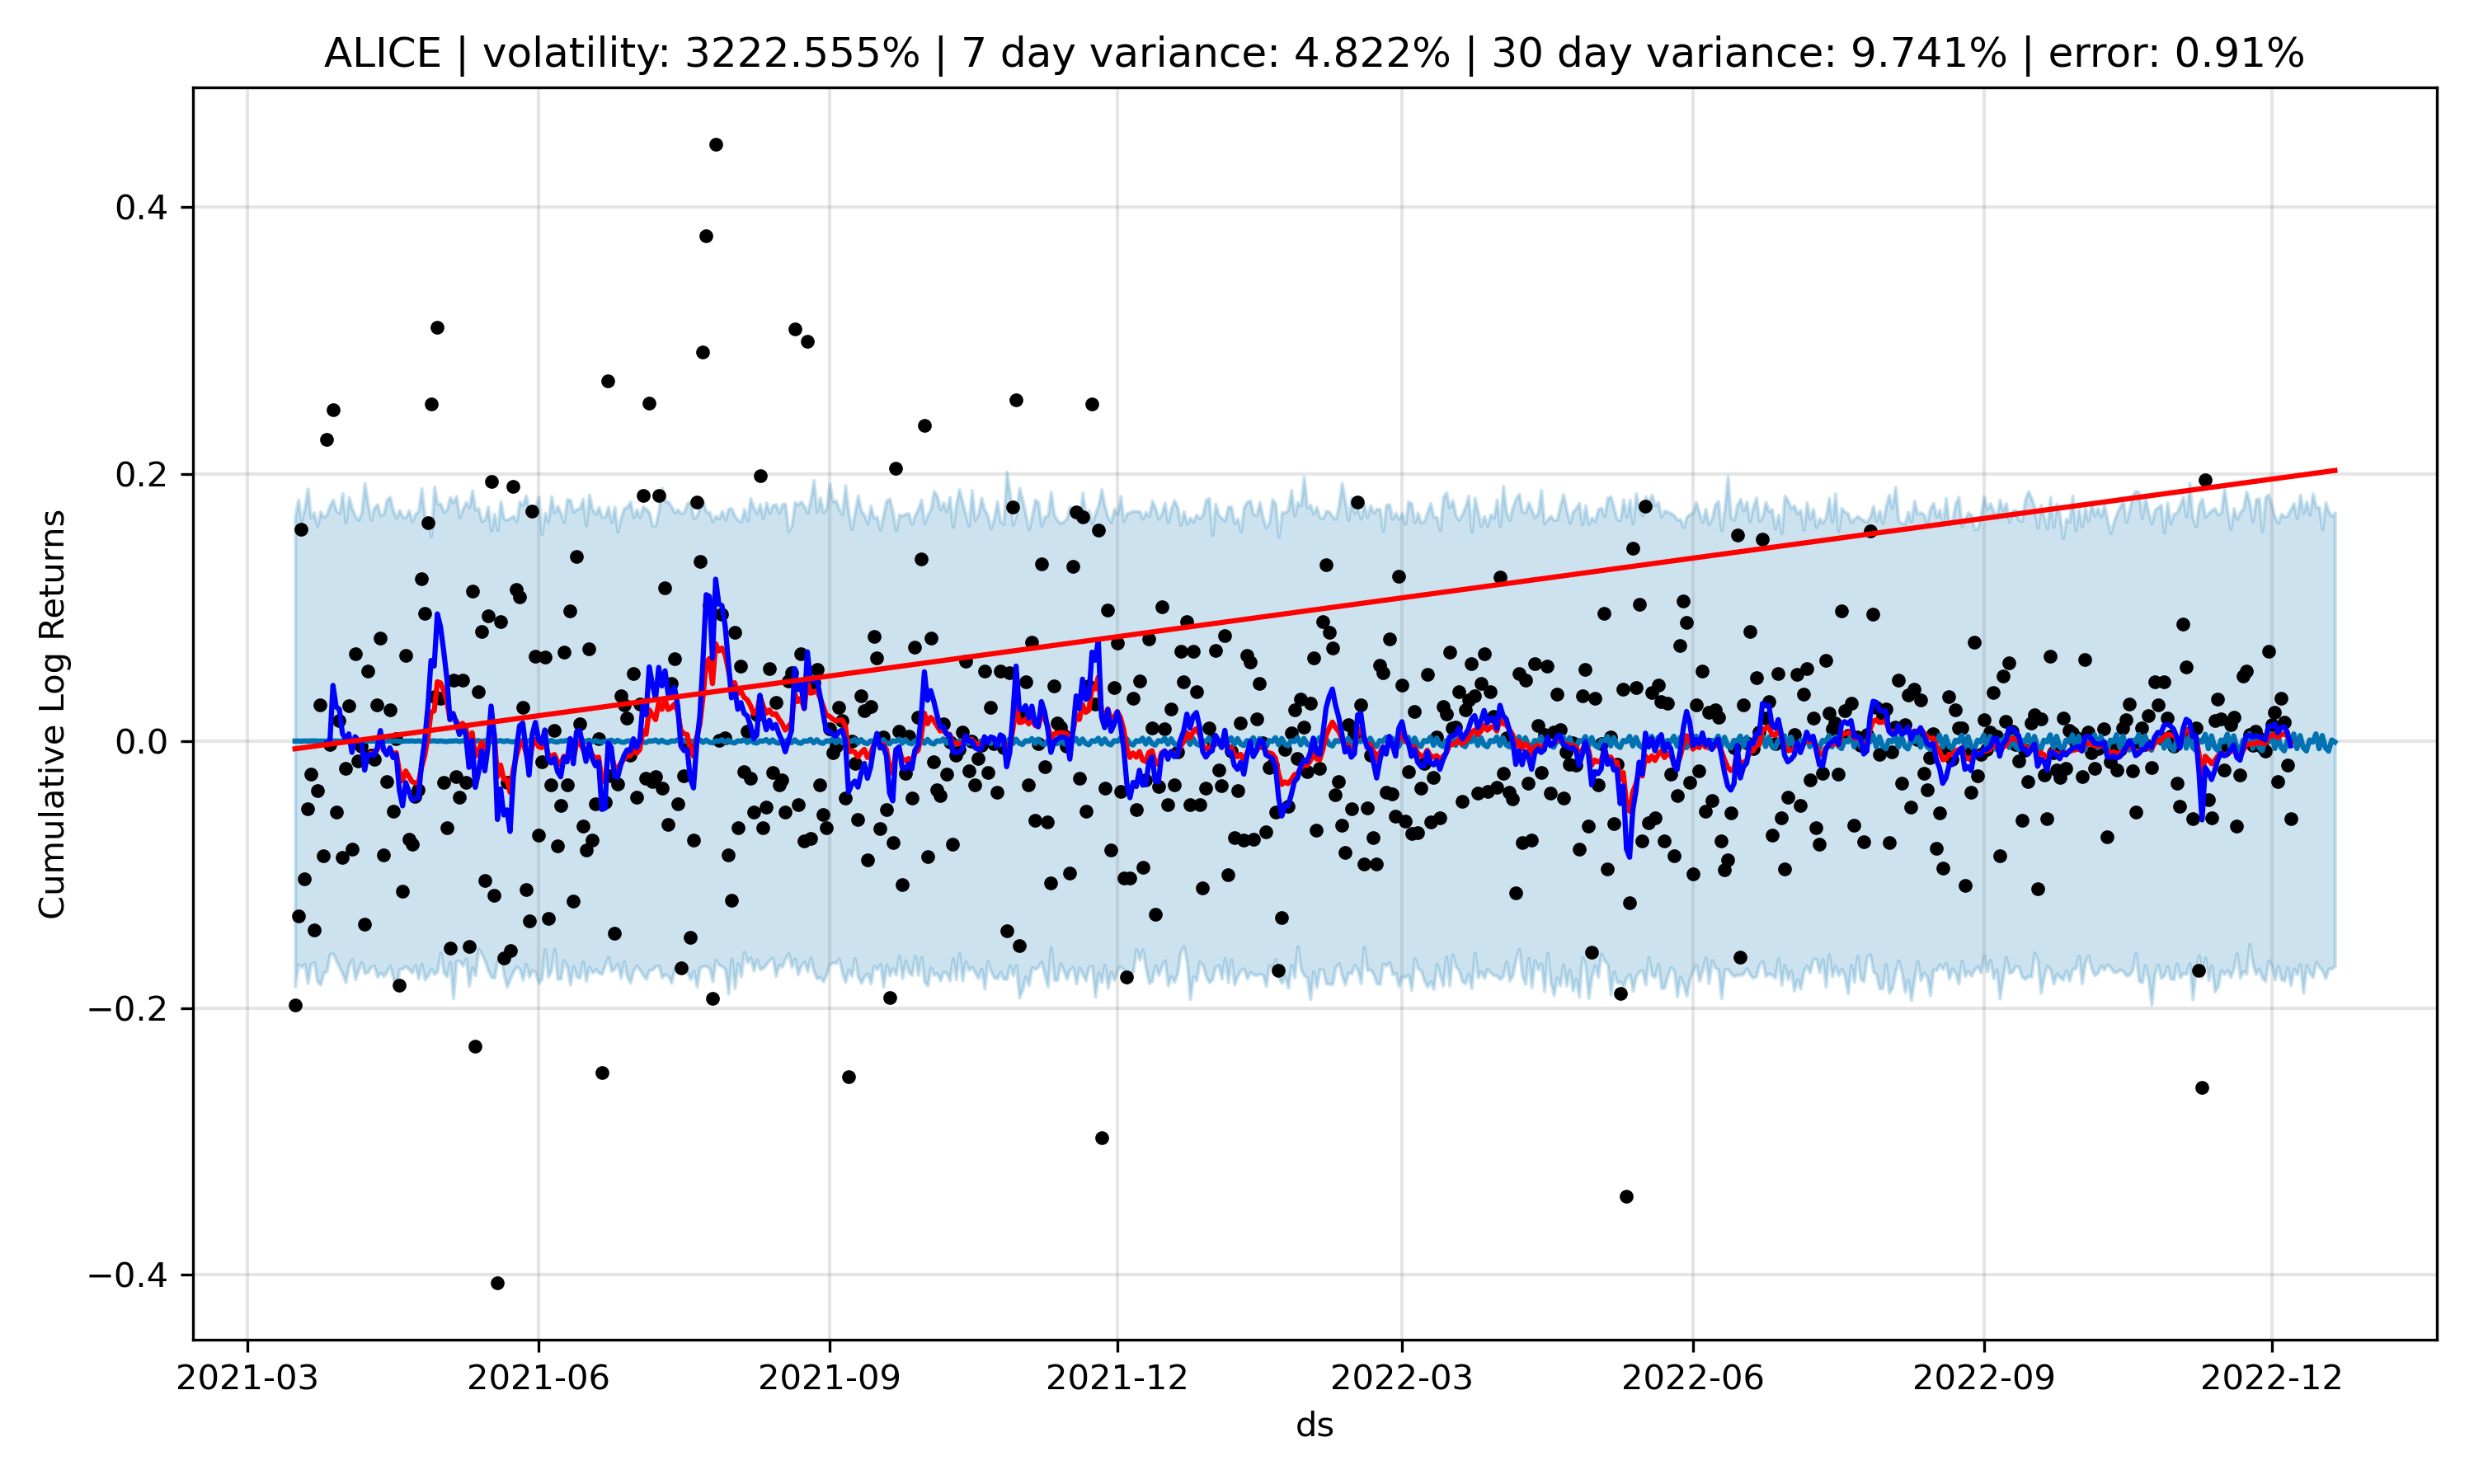 ALICE | volatility: 3222.555% | 7 day variance: 4.822% | 30 day variance: 9.741% | error: 0.91%
Cumulative Log Returns
0.4
0.2
0.0
−0.2
−0.4
2021-03 2021-06 2021-09 2021-12 2022-03 2022-06 2022-09 2022-12
ds